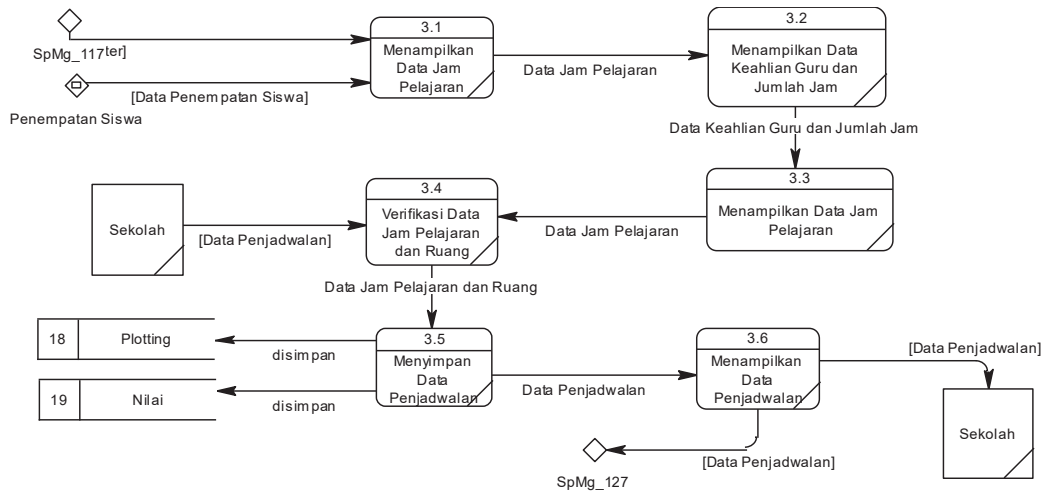 3.1
Menampilkan
Data Jam
Pelajaran
SpMg_117ter]
[Data Penempatan Siswa]
Penempatan Siswa
Data Jam Pelajaran
3.2
Menampilkan Data
Keahlian Guru dan
Jumlah Jam
Data Keahlian Guru dan Jumlah Jam
3.3
Menampilkan Data Jam
Pelajaran
Data Jam Pelajaran
3.4
Verifikasi Data
Jam Pelajaran
dan Ruang
Sekolah
[Data Penjadwalan]
Data Jam Pelajaran dan Ruang
18
Plotting
disimpan
19
Nilai
disimpan
3.5
Menyimpan
Data
Penjadwalan
Data Penjadwalan
3.6
Menampilkan
Data
Penjadwalan
[Data Penjadwalan]
Sekolah
[Data Penjadwalan]
SpMg_127